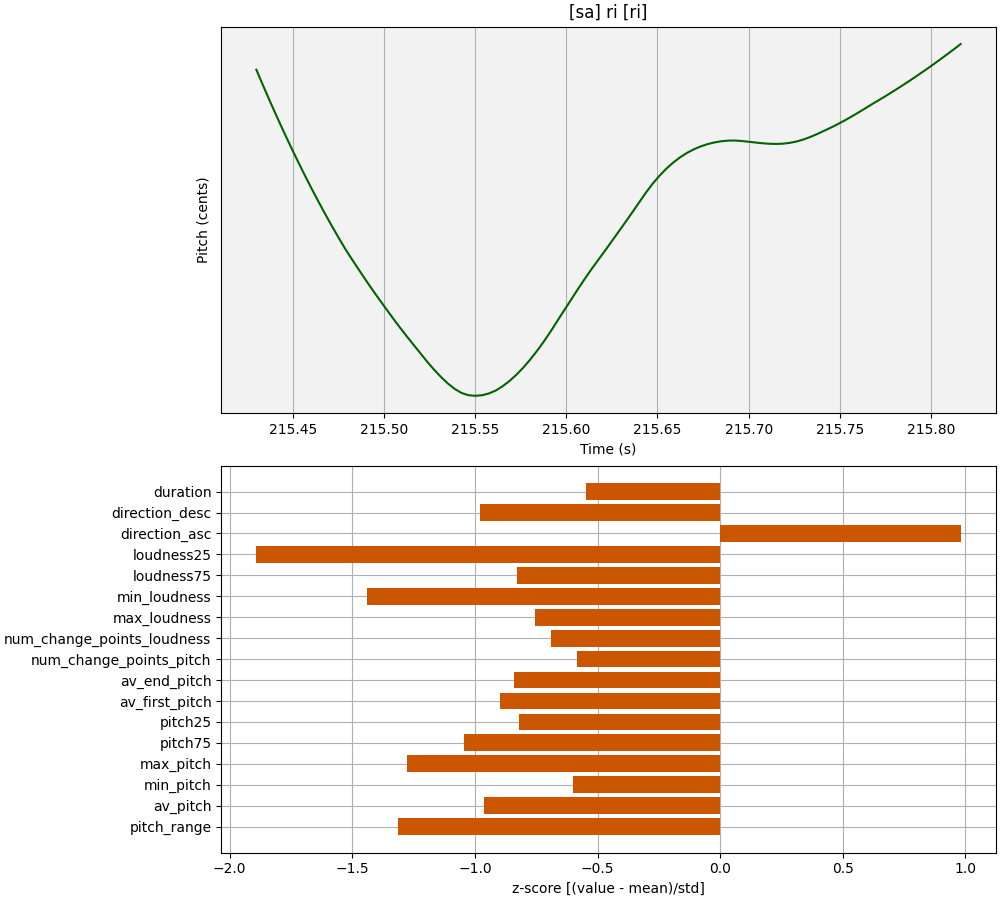 [sa] ri [ri]
Pitch (cents)
215.45 215.50 215.55 215.60 215.65 215.70 215.75 215.80
Time (s)
duration
direction_desc
direction_asc
loudness25
loudness75
min_loudness
max_loudness
num_change_points_loudness
num_change_points_pitch
av_end_pitch
av_first_pitch
pitch25
pitch75
max_pitch
min_pitch
av_pitch
pitch_range
−2.0 −1.5 −1.0 −0.5 0.0 0.5 1.0
z-score [(value - mean)/std]